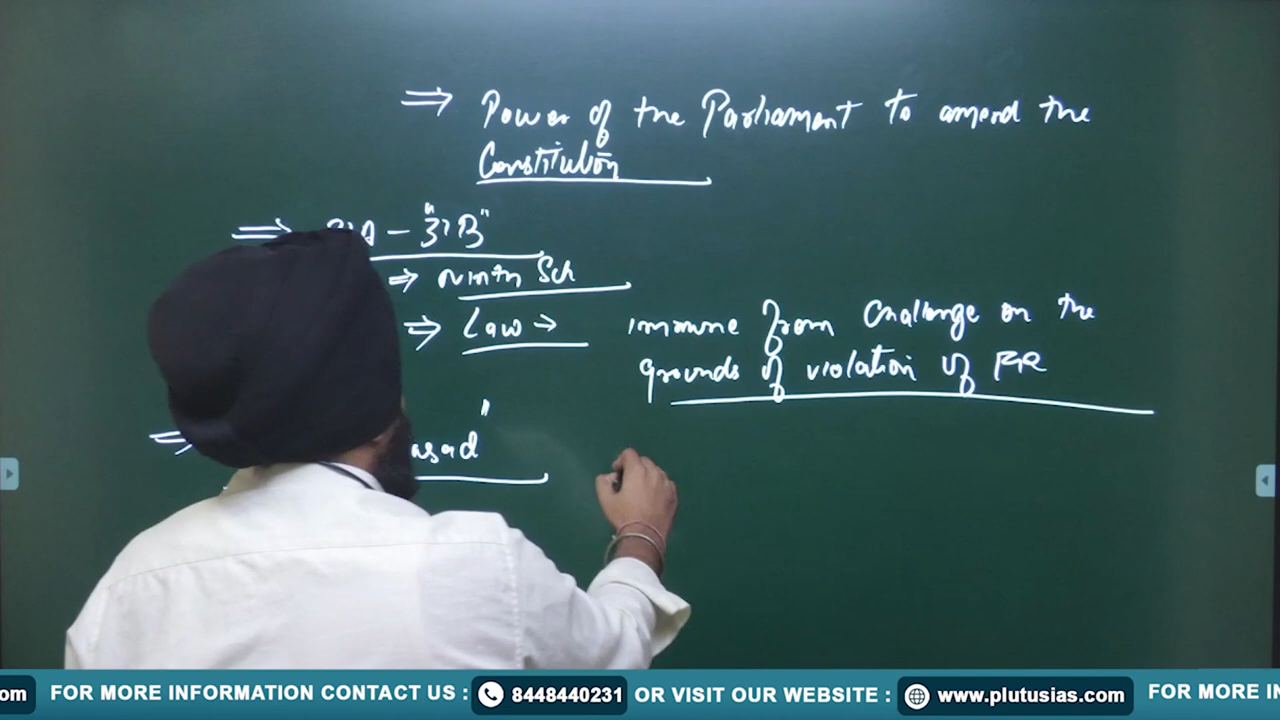 ⇒ Power of the Parliament to amend the
Constitution
⇒ A - "31B"
⇒ Ninth Sch
⇒ Law → immune from challenge on the
grounds of violation of FR
⇒ asad"
om
FOR MORE INFORMATION CONTACT US : 8448440231 OR VISIT OUR WEBSITE : www.plutusias.com FOR MORE IN